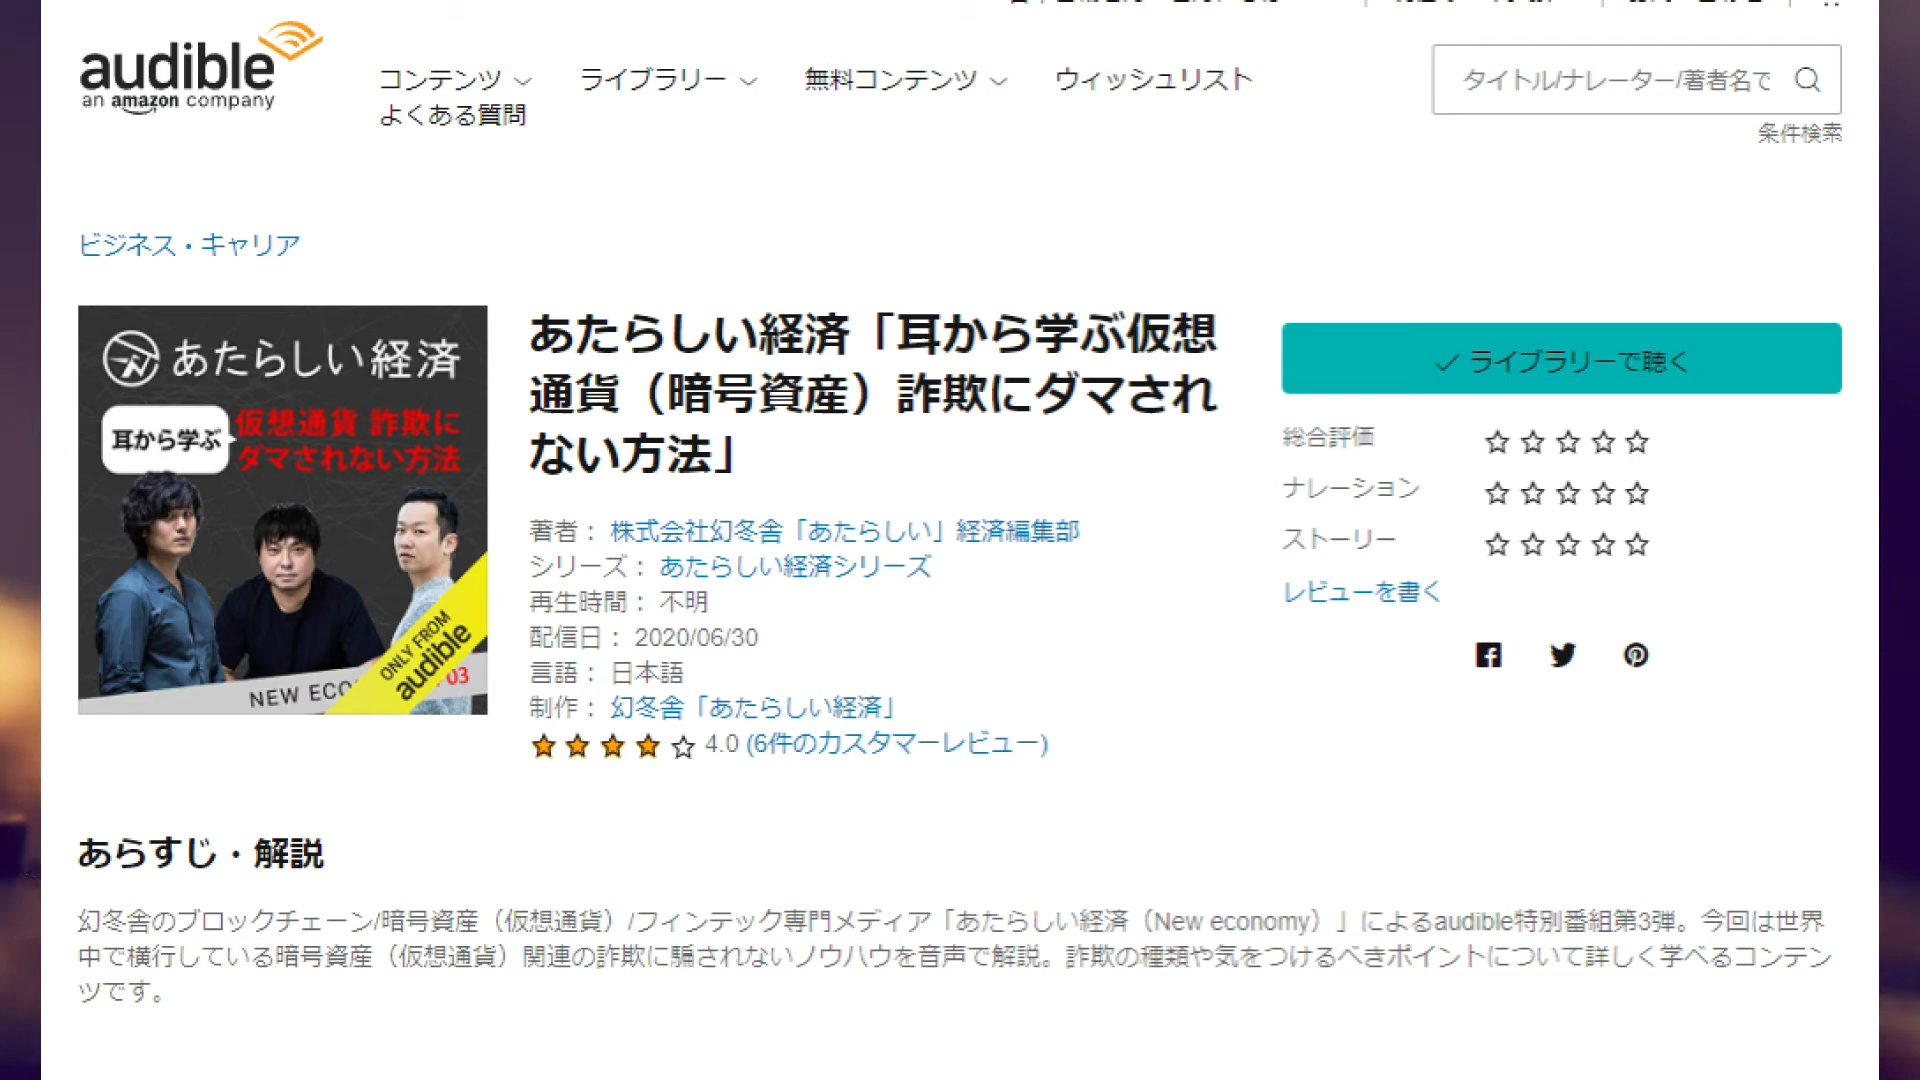 audible
an amazon company
コンテンツ
ライブラリー
無料コンテンツ
ウィッシュリスト
よくある質問
タイトル/ナレーター/著者名で
条件検索
ビジネス・キャリア
あたらしい経済
耳から学ぶ
仮想通貨 詐欺に
ダマされない方法
ONLY FROM
audible
NEW ECO
03
あたらしい経済「耳から学ぶ仮想
通貨（暗号資産）詐欺にダマされ
ない方法」
著者： 株式会社幻冬舎「あたらしい」経済編集部
シリーズ： あたらしい経済シリーズ
再生時間： 不明
配信日： 2020/06/30
言語： 日本語
制作： 幻冬舎「あたらしい経済」
4.0 (6件のカスタマーレビュー)
ライブラリーで聴く
総合評価
ナレーション
ストーリー
レビューを書く
あらすじ・解説
幻冬舎のブロックチェーン/暗号資産（仮想通貨）/フィンテック専門メディア「あたらしい経済（New economy）」によるaudible特別番組第3弾。今回は世界
中で横行している暗号資産（仮想通貨）関連の詐欺に騙されないノウハウを音声で解説。詐欺の種類や気をつけるべきポイントについて詳しく学べるコンテン
ツです。